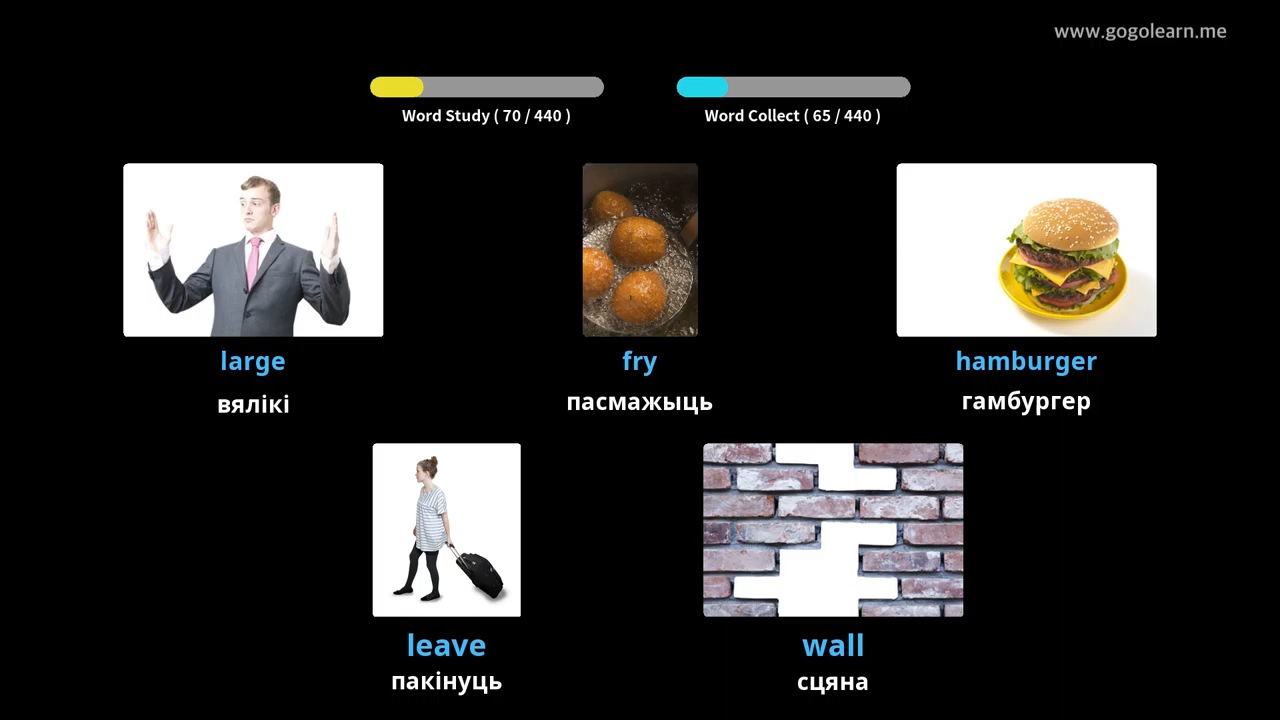 www.gogolearn.me
Word Study ( 70 / 440 )
Word Collect ( 65 / 440 )
large
вялікі
fry
пасмажыць
hamburger
гамбургер
leave
пакінуць
wall
сцяна